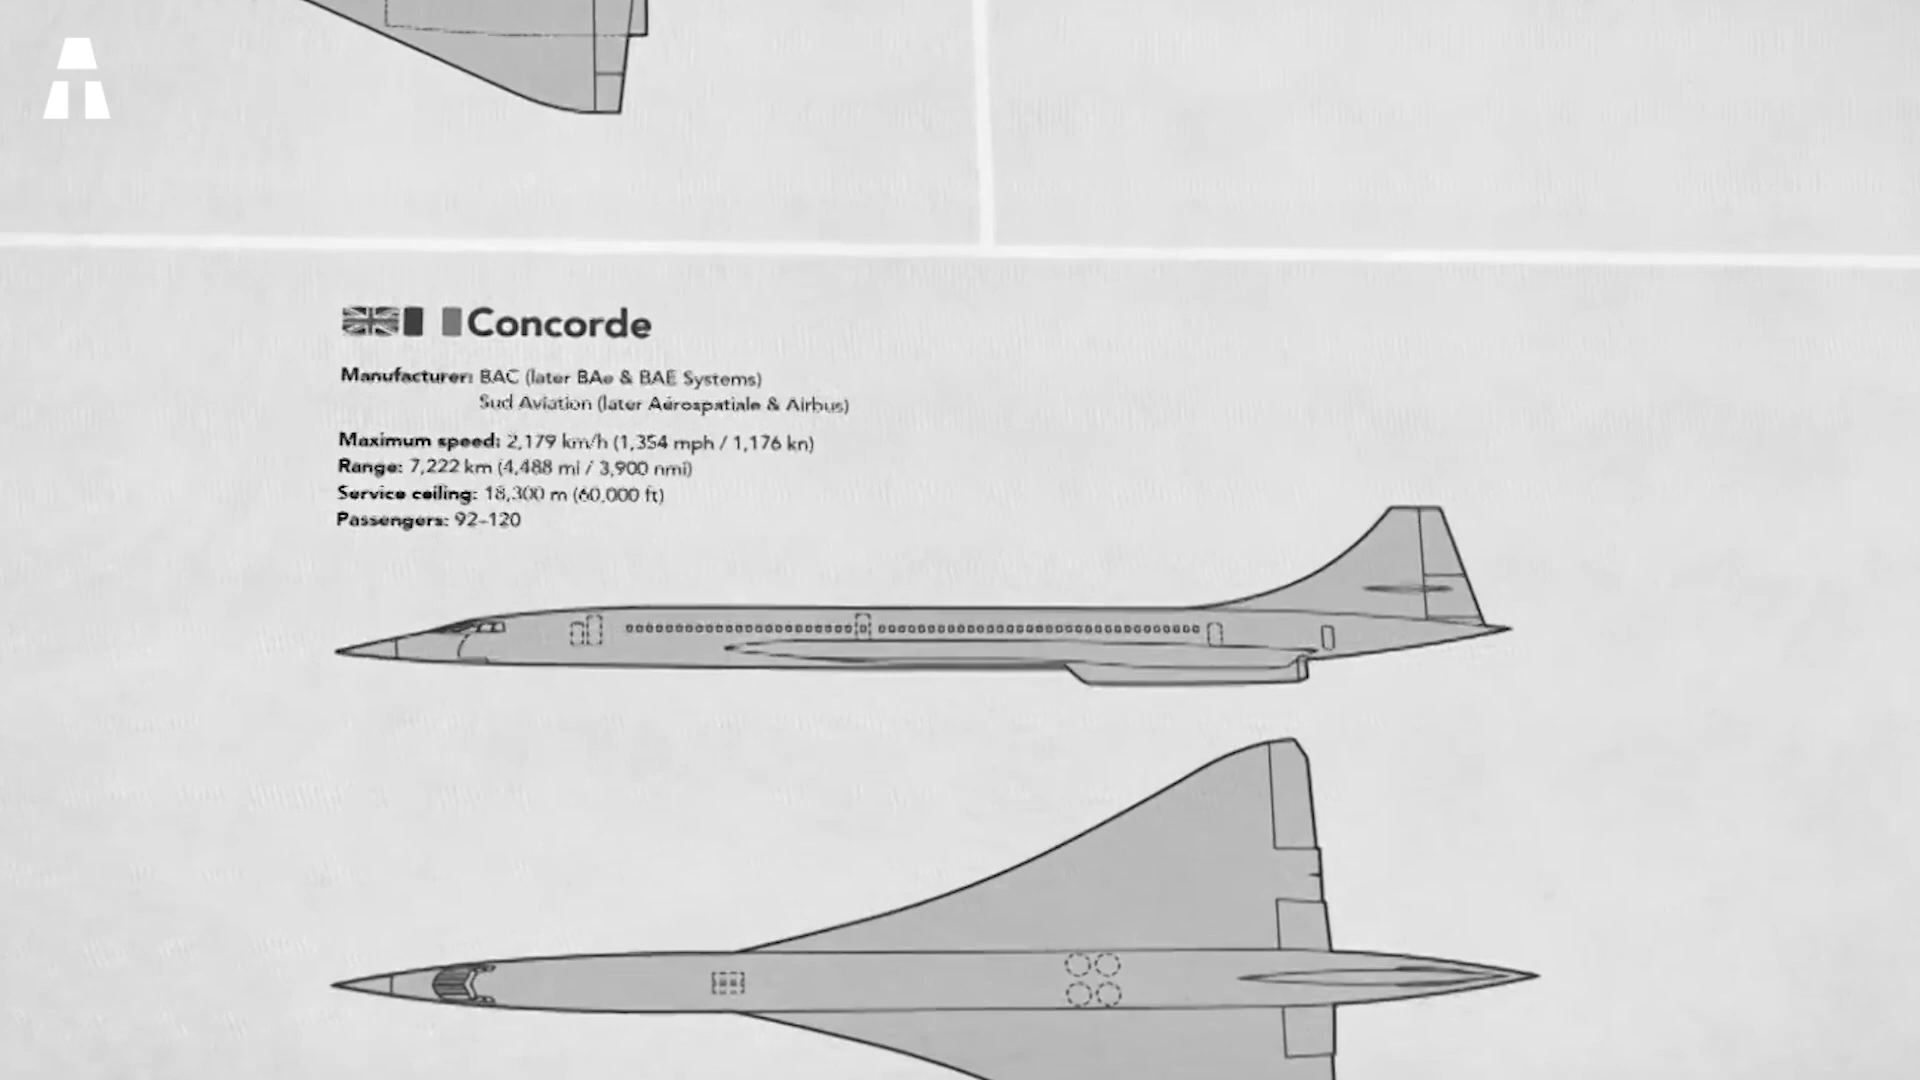 Concorde
Manufacturer: BAC (later BAe & BAE Systems)
Sud Aviation (later Aérospatiale & Airbus)
Maximum speed: 2,179 km/h (1,354 mph / 1,176 kn)
Range: 7,222 km (4,488 mi / 3,900 nmi)
Service ceiling: 18,300 m (60,000 ft)
Passengers: 92–120